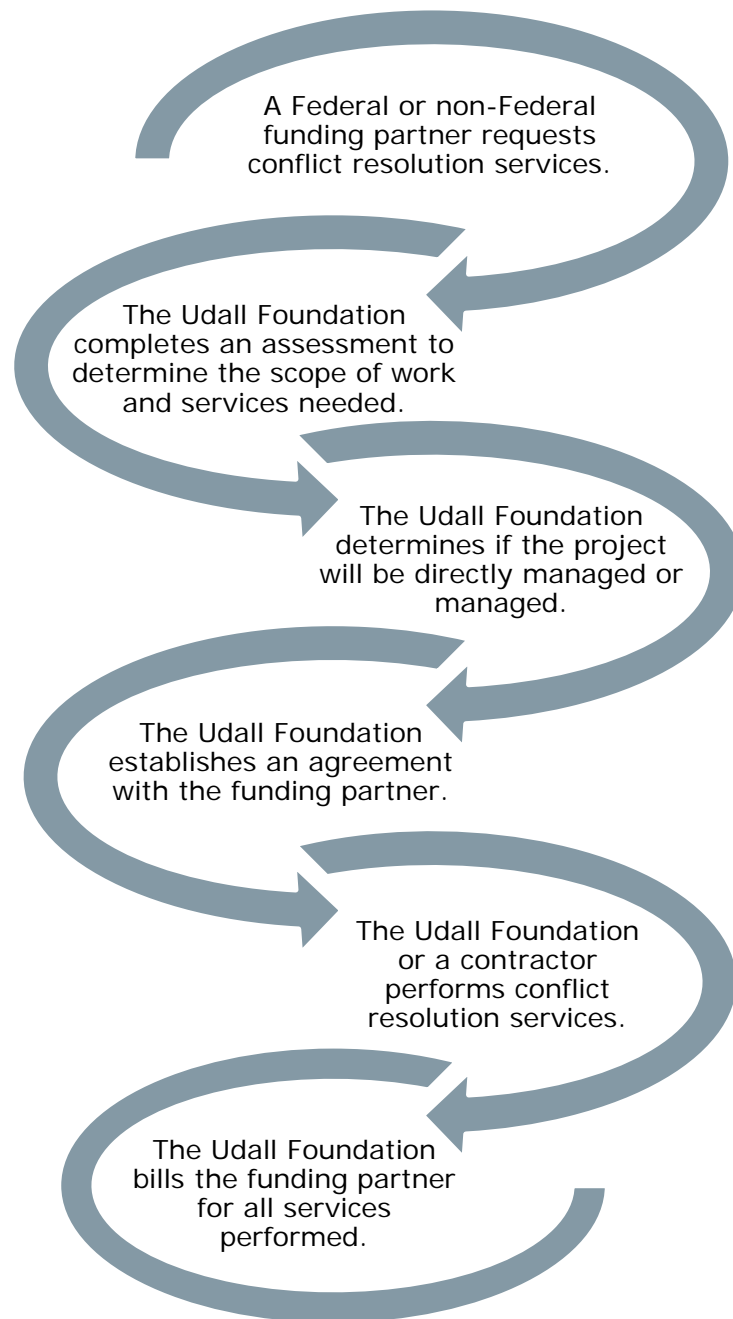 A Federal or non-Federal
funding partner requests
conflict resolution services.
The Udall Foundation
completes an assessment to
determine the scope of work
and services needed.
The Udall Foundation
determines if the project
will be directly managed or
managed.
The Udall Foundation
establishes an agreement
with the funding partner.
The Udall Foundation
or a contractor
performs conflict
resolution services.
The Udall Foundation
bills the funding partner
for all services
performed.